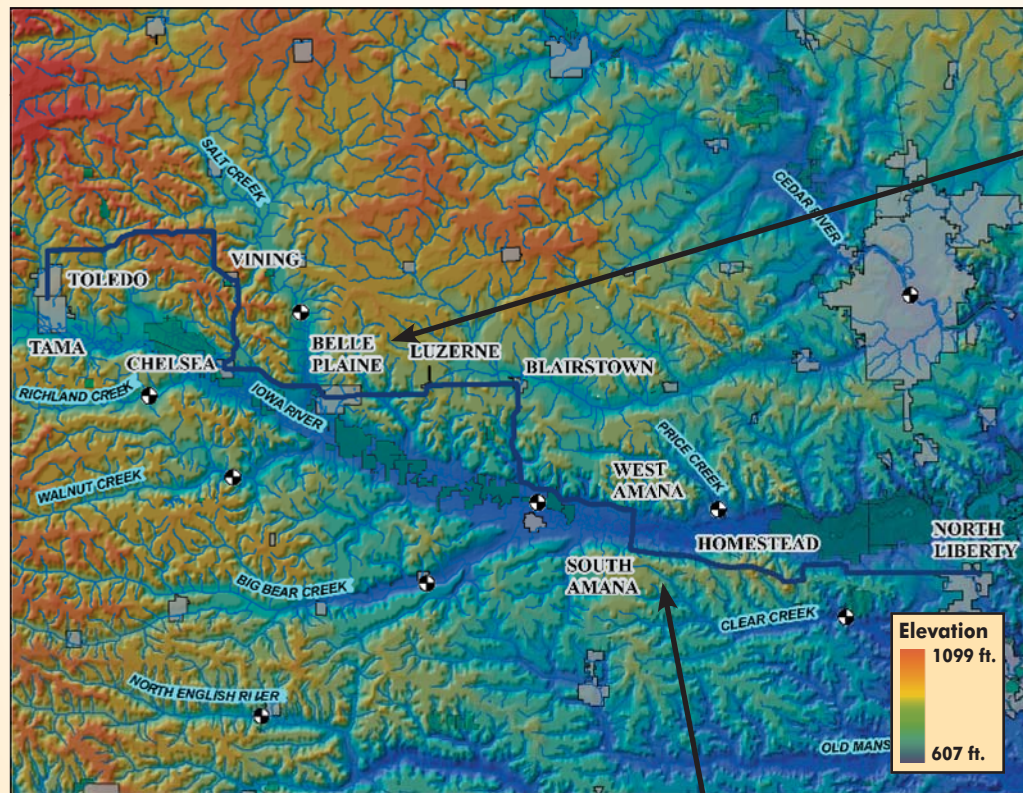 SALT CREEK
CEDAR RIVER
VINING
TOLEDO
TAMA
BELLE
PLAINE
LUZERNE
CHELSEA
BLAIRSTOWN
RICHLAND CREEK
IOWA RIVER
WALNUT CREEK
PRICE CREEK
WEST
AMANA
HOMESTEAD
NORTH
LIBERTY
SOUTH
AMANA
BIG BEAR CREEK
CLEAR CREEK
NORTH ENGLISH RIVER
OLD MANS
Elevation
1099 ft.
607 ft.